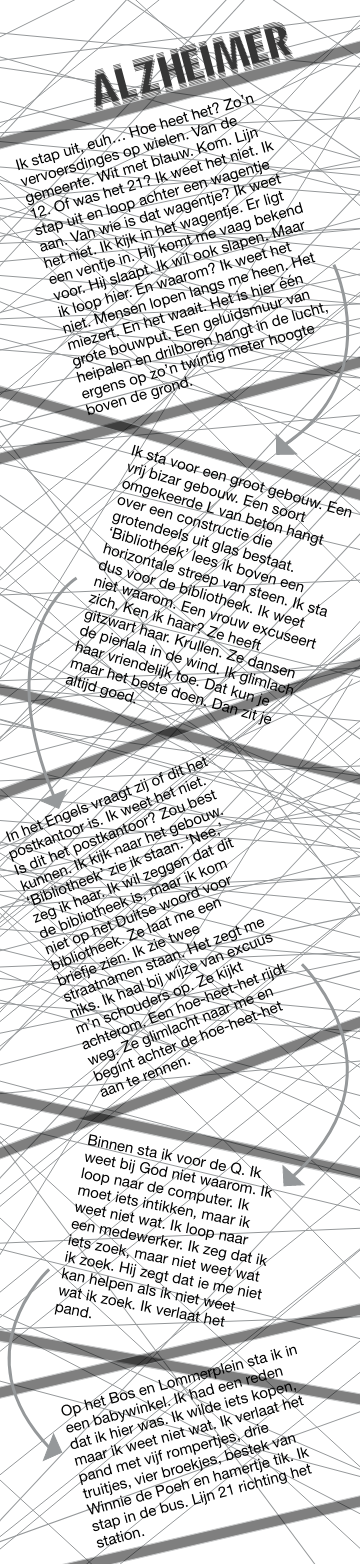 ALZHEIMER
Ik stap uit, euh… Hoe heet het? Zo'n
vervoersdinges op wielen. Van de
gemeente. Wit met blauw. Kom. Lijn
12. Of was het 21? Ik weet het niet. Ik
stap uit en loop achter een wagentje
aan. Van wie is dat wagentje? Ik weet
het niet. Ik kijk in het wagentje. Er ligt
een ventje in. Hij komt me vaag bekend
voor. Hij slaapt. Ik wil ook slapen. Maar
ik loop hier. En waarom? Ik weet het
niet. Mensen lopen langs me heen. Het
miezert. En het waait. Het is hier één
grote bouwput. Een geluidsmuur van
heipalen en drilboren hangt in de lucht,
ergens op zo'n twintig meter hoogte
boven de grond.
Ik sta voor een groot gebouw. Een
vrij bizar gebouw. Een soort
omgekeerde L van beton hangt
over een constructie die
grotendeels uit glas bestaat.
'Bibliotheek' lees ik boven een
horizontale streep van steen. Ik sta
dus voor de bibliotheek. Ik weet
niet waarom. Een vrouw excuseert
zich. Ken ik haar? Ze heeft
gitzwart haar. Krullen. Ze dansen
de pierlala in de wind. Ik glimlach
haar vriendelijk toe. Dat kun je
maar het beste doen. Dan zit je
altijd goed.
In het Engels vraagt zij of dit het
postkantoor is. Ik weet het niet.
Is dit het postkantoor? Zou best
kunnen. Ik kijk naar het gebouw.
'Bibliotheek' zie ik staan. 'Nee,'
zeg ik haar. Ik wil zeggen dat dit
de bibliotheek is, maar ik kom
niet op het Duitse woord voor
bibliotheek. Ze laat me een
briefje zien. Ik zie twee
straatnamen staan. Het zegt me
niks. Ik haal bij wijze van excuus
m'n schouders op. Ze kijkt
achterom. Een hoe-heet-het rijdt
weg. Ze glimlacht naar me en
begint achter de hoe-heet-het
aan te rennen.
Binnen sta ik voor de Q. Ik
weet bij God niet waarom. Ik
loop naar de computer. Ik
moet iets intikken, maar ik
weet niet wat. Ik loop naar
een medewerker. Ik zeg dat ik
iets zoek, maar niet weet wat
ik zoek. Hij zegt dat ie me niet
kan helpen als ik niet weet
wat ik zoek. Ik verlaat het
pand.
Op het Bos en Lommerplein sta ik in
een babywinkel. Ik had een reden
dat ik hier was. Ik wilde iets kopen,
maar ik weet niet wat. Ik verlaat het
pand met vijf rompertjes, drie
truitjes, vier broekjes, bestek van
Winnie de Poeh en hamertje tik. Ik
stap in de bus. Lijn 21 richting het
station.